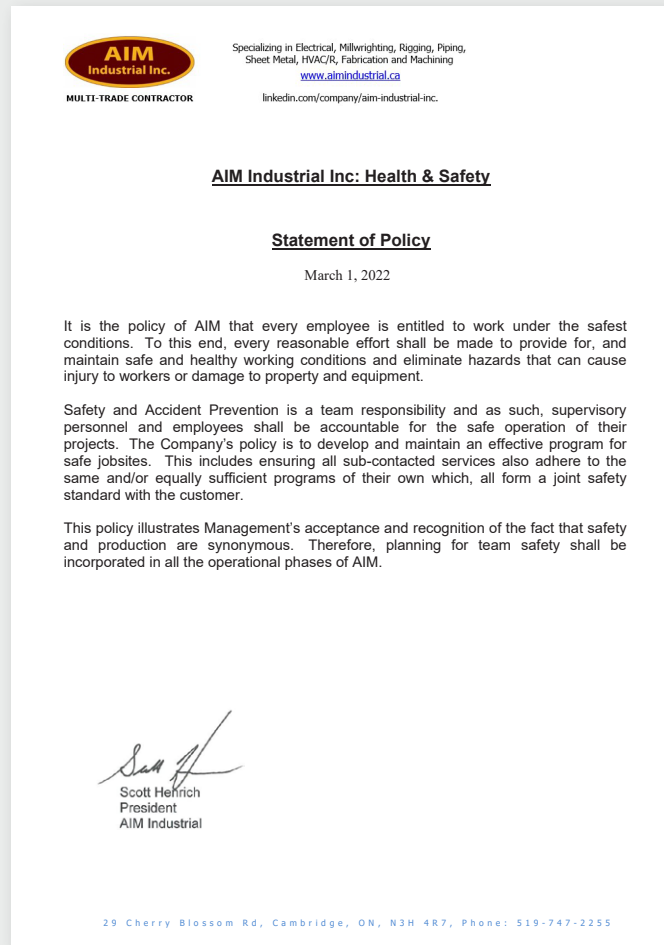 AIM
Industrial Inc.
MULTI-TRADE CONTRACTOR
Specializing in Electrical, Millwrighting, Rigging, Piping,
Sheet Metal, HVAC/R, Fabrication and Machining
www.aimindustrial.ca
linkedin.com/company/aim-industrial-inc.
AIM Industrial Inc: Health & Safety
Statement of Policy
March 1, 2022
It is the policy of AIM that every employee is entitled to work under the safest
conditions. To this end, every reasonable effort shall be made to provide for, and
maintain safe and healthy working conditions and eliminate hazards that can cause
injury to workers or damage to property and equipment.
Safety and Accident Prevention is a team responsibility and as such, supervisory
personnel and employees shall be accountable for the safe operation of their
projects. The Company's policy is to develop and maintain an effective program for
safe jobsites. This includes ensuring all sub-contacted services also adhere to the
same and/or equally sufficient programs of their own which, all form a joint safety
standard with the customer.
This policy illustrates Management's acceptance and recognition of the fact that safety
and production are synonymous. Therefore, planning for team safety shall be
incorporated in all the operational phases of AIM.
Scott Henrich
President
AIM Industrial
29 Cherry Blossom Rd, Cambridge, ON, N3H 4R7, Phone: 519-747-2255